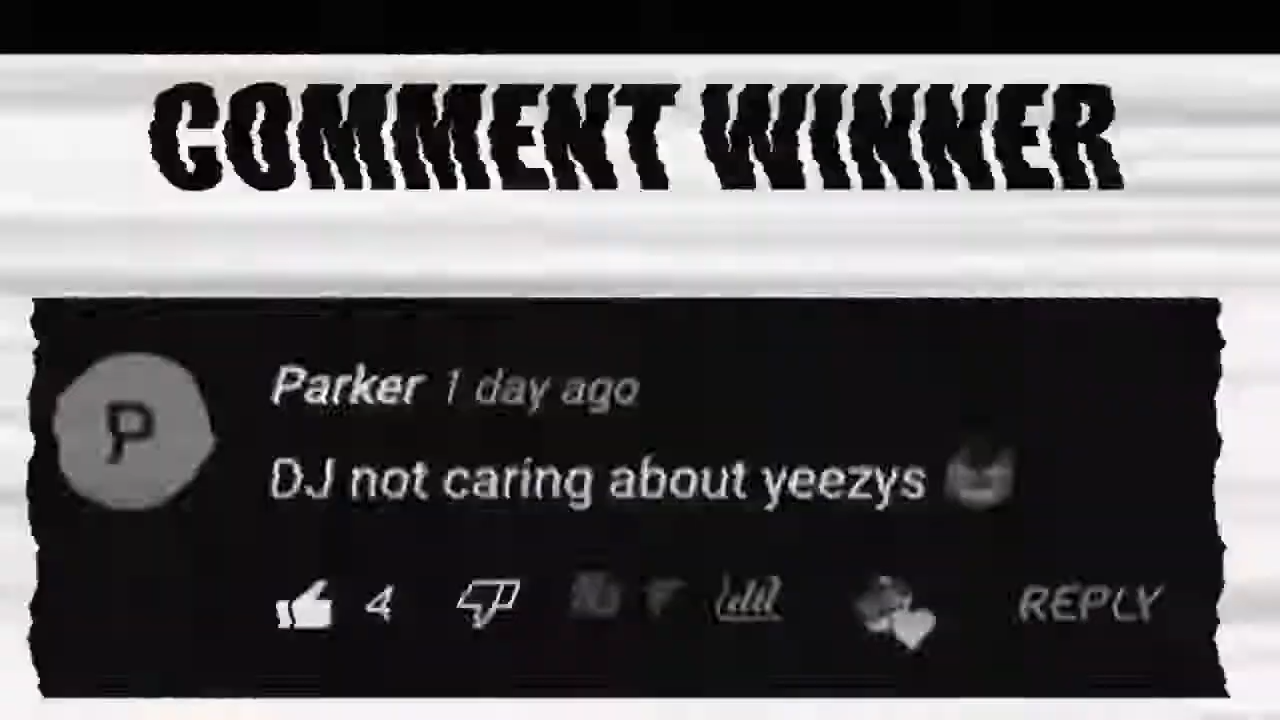 COMMENT WINNER
P
Parker 1 day ago
DJ not caring about yeezys
4
REPLY